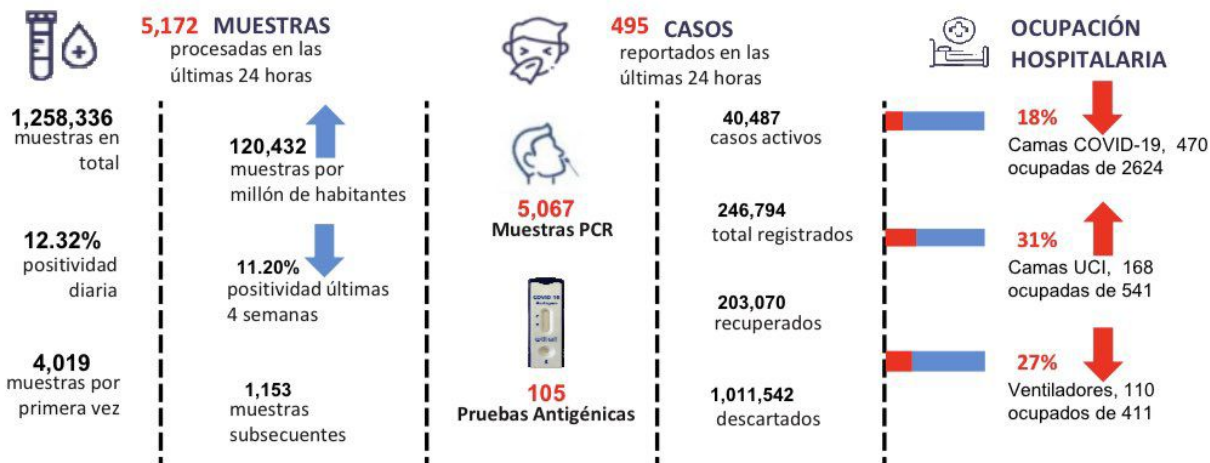 5,172 MUESTRAS
procesadas en las
últimas 24 horas
1,258,336
muestras en
total
12.32%
positividad
diaria
4,019
muestras por
primera vez
120,432
muestras por
millón de habitantes
11.20%
positividad últimas
4 semanas
1,153
muestras
subsecuentes
495 CASOS
reportados en las
últimas 24 horas
5,067
Muestras PCR
COVID 19
105
Pruebas Antigénicas
40,487
casos activos
246,794
total registrados
203,070
recuperados
1,011,542
descartados
OCUPACIÓN
HOSPITALARIA
18%
Camas COVID-19, 470
ocupadas de 2624
31%
Camas UCI, 168
ocupadas de 541
27%
Ventiladores, 110
ocupados de 411